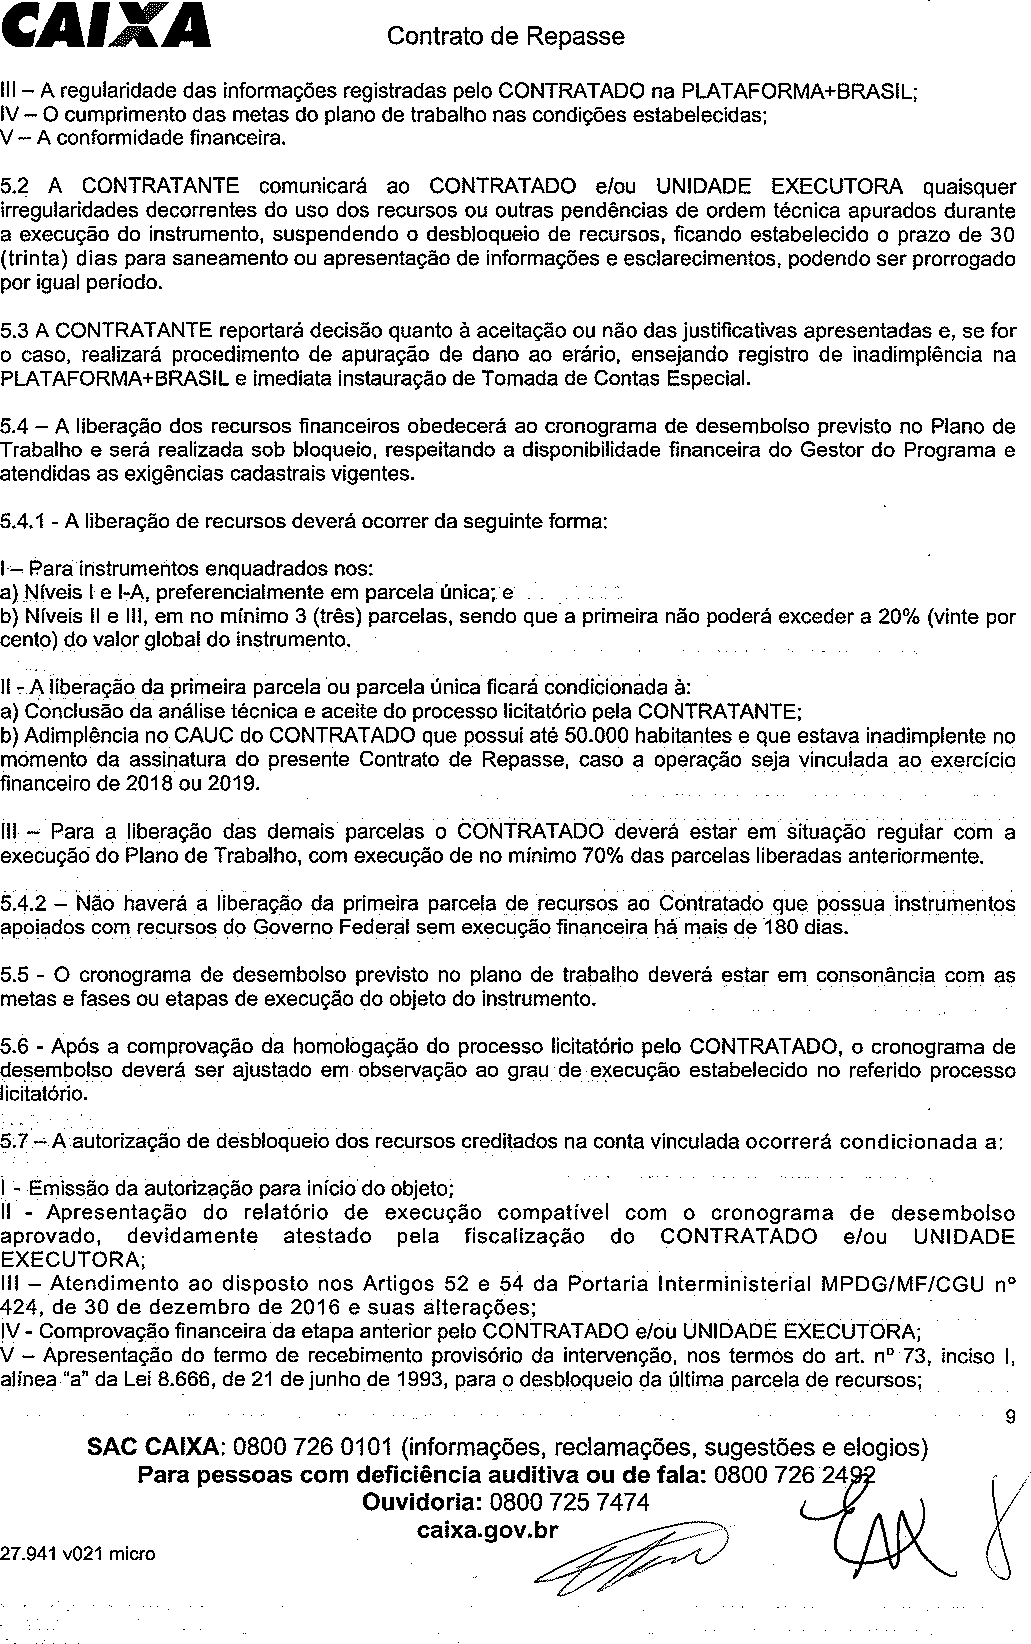 CAIXA
Contrato de Repasse
III – A regularidade das informações registradas pelo CONTRATADO na PLATAFORMA+BRASIL;
IV – O cumprimento das metas do plano de trabalho nas condições estabelecidas;
V – A conformidade financeira.
5.2 A CONTRATANTE comunicará ao CONTRATADO e/ou UNIDADE EXECUTORA quaisquer
irregularidades decorrentes do uso dos recursos ou outras pendências de ordem técnica apurados durante
a execução do instrumento, suspendendo o desbloqueio de recursos, ficando estabelecido o prazo de 30
(trinta) dias para saneamento ou apresentação de informações e esclarecimentos, podendo ser prorrogado
por igual período.
5.3 A CONTRATANTE reportará decisão quanto à aceitação ou não das justificativas apresentadas e, se for
o caso, realizará procedimento de apuração de dano ao erário, ensejando registro de inadimplência na
PLATAFORMA+BRASIL e imediata instauração de Tomada de Contas Especial.
5.4 – A liberação dos recursos financeiros obedecerá ao cronograma de desembolso previsto no Plano de
Trabalho e será realizada sob bloqueio, respeitando a disponibilidade financeira do Gestor do Programa e
atendidas as exigências cadastrais vigentes.
5.4.1 - A liberação de recursos deverá ocorrer da seguinte forma:
I – Para instrumentos enquadrados nos:
a) Níveis I e I-A, preferencialmente em parcela única; e
b) Níveis II e III, em no mínimo 3 (três) parcelas, sendo que a primeira não poderá exceder a 20% (vinte por
cento) do valor global do instrumento.
II - A liberação da primeira parcela ou parcela única ficará condicionada à:
a) Conclusão da análise técnica e aceite do processo licitatório pela CONTRATANTE;
b) Adimplência no CAUC do CONTRATADO que possui até 50.000 habitantes e que estava inadimplente no
momento da assinatura do presente Contrato de Repasse, caso a operação seja vinculada ao exercício
financeiro de 2018 ou 2019.
III – Para a liberação das demais parcelas o CONTRATADO deverá estar em situação regular com a
execução do Plano de Trabalho, com execução de no mínimo 70% das parcelas liberadas anteriormente.
5.4.2 – Não haverá a liberação da primeira parcela de recursos ao Contratado que possua instrumentos
apoiados com recursos do Governo Federal sem execução financeira há mais de 180 dias.
5.5 - O cronograma de desembolso previsto no plano de trabalho deverá estar em consonância com as
metas e fases ou etapas de execução do objeto do instrumento.
5.6 - Após a comprovação da homologação do processo licitatório pelo CONTRATADO, o cronograma de
desembolso deverá ser ajustado em observação ao grau de execução estabelecido no referido processo
licitatório.
5.7 – A autorização de desbloqueio dos recursos creditados na conta vinculada ocorrerá condicionada a:
I - Emissão da autorização para início do objeto;
II - Apresentação do relatório de execução compatível com o cronograma de desembolso
aprovado, devidamente atestado pela fiscalização do CONTRATADO e/ou UNIDADE
EXECUTORA;
III – Atendimento ao disposto nos Artigos 52 e 54 da Portaria Interministerial MPDG/MF/CGU nº
424, de 30 de dezembro de 2016 e suas alterações;
IV - Comprovação financeira da etapa anterior pelo CONTRATADO e/ou UNIDADE EXECUTORA;
V – Apresentação do termo de recebimento provisório da intervenção, nos termos do art. nº 73, inciso I,
alínea "a" da Lei 8.666, de 21 de junho de 1993, para o desbloqueio da última parcela de recursos;
9
SAC CAIXA: 0800 726 0101 (informações, reclamações, sugestões e elogios)
Para pessoas com deficiência auditiva ou de fala: 0800 726 2492
Ouvidoria: 0800 725 7474
caixa.gov.br
27.941 v021 micro